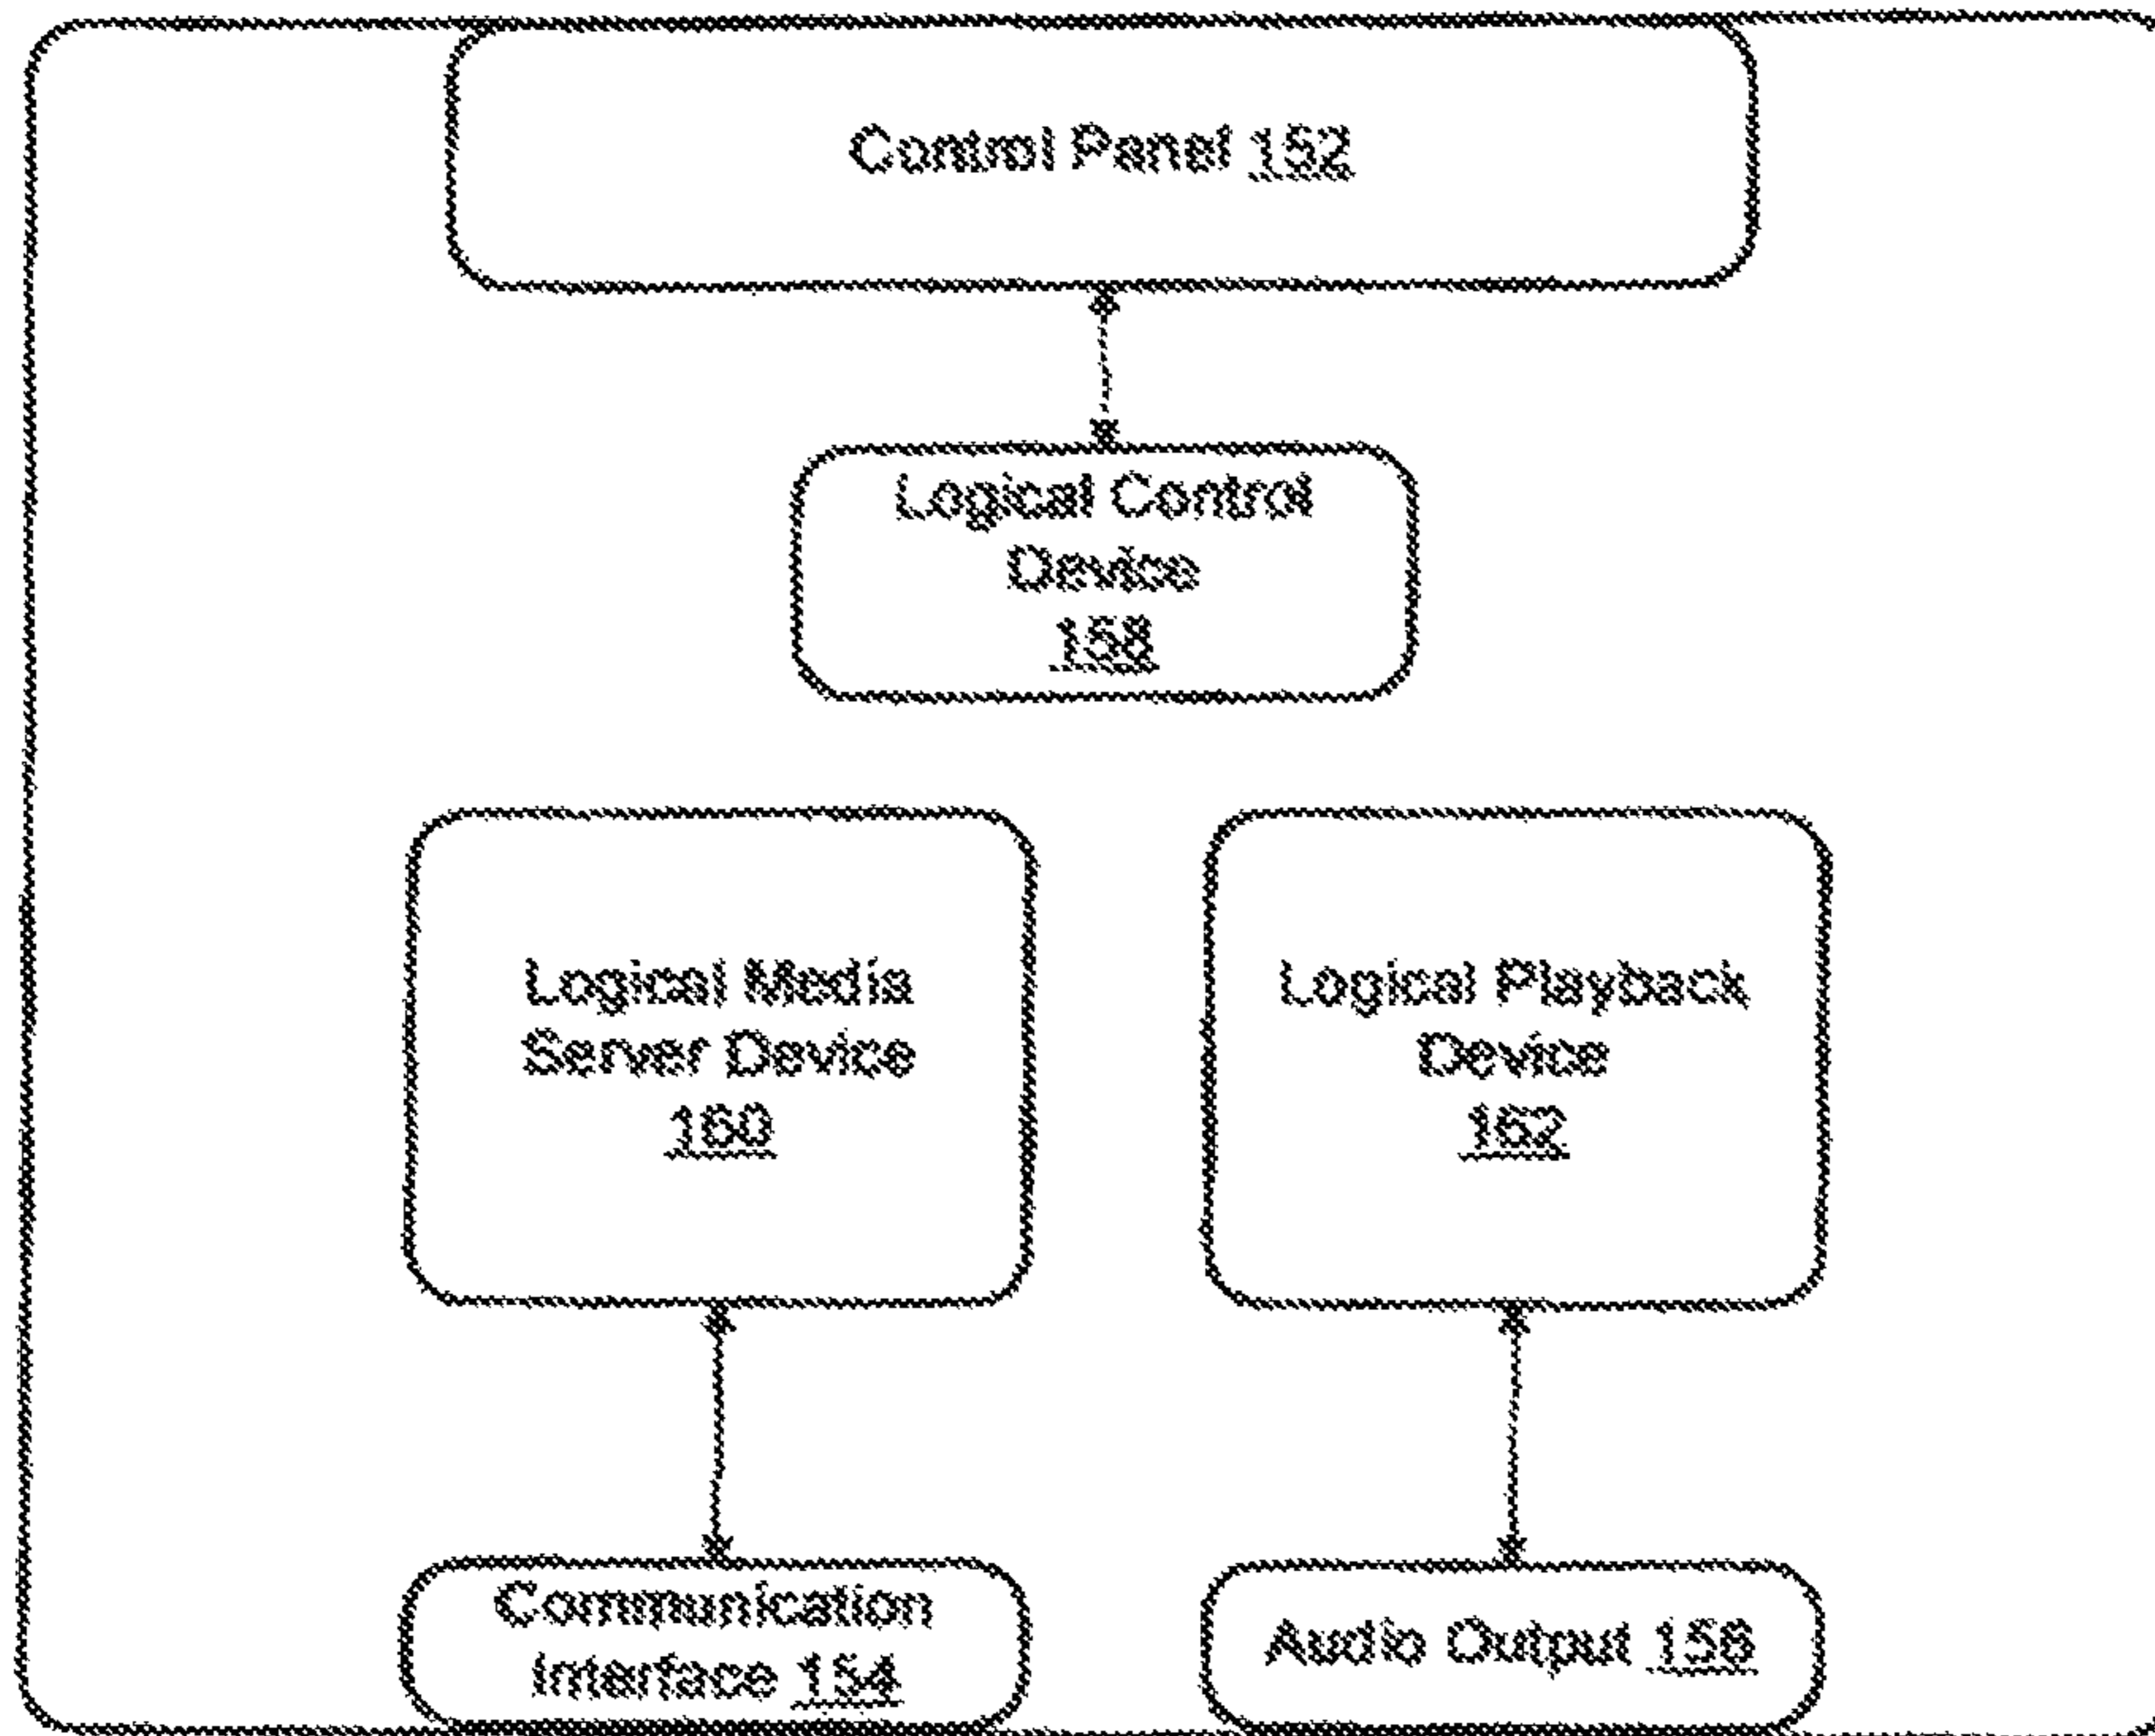 Control Panel 152
Logical Control
Device
158
Logical Media
Server Device
160
Logical Playback
Device
162
Communication
Interface 154
Audio Output 156